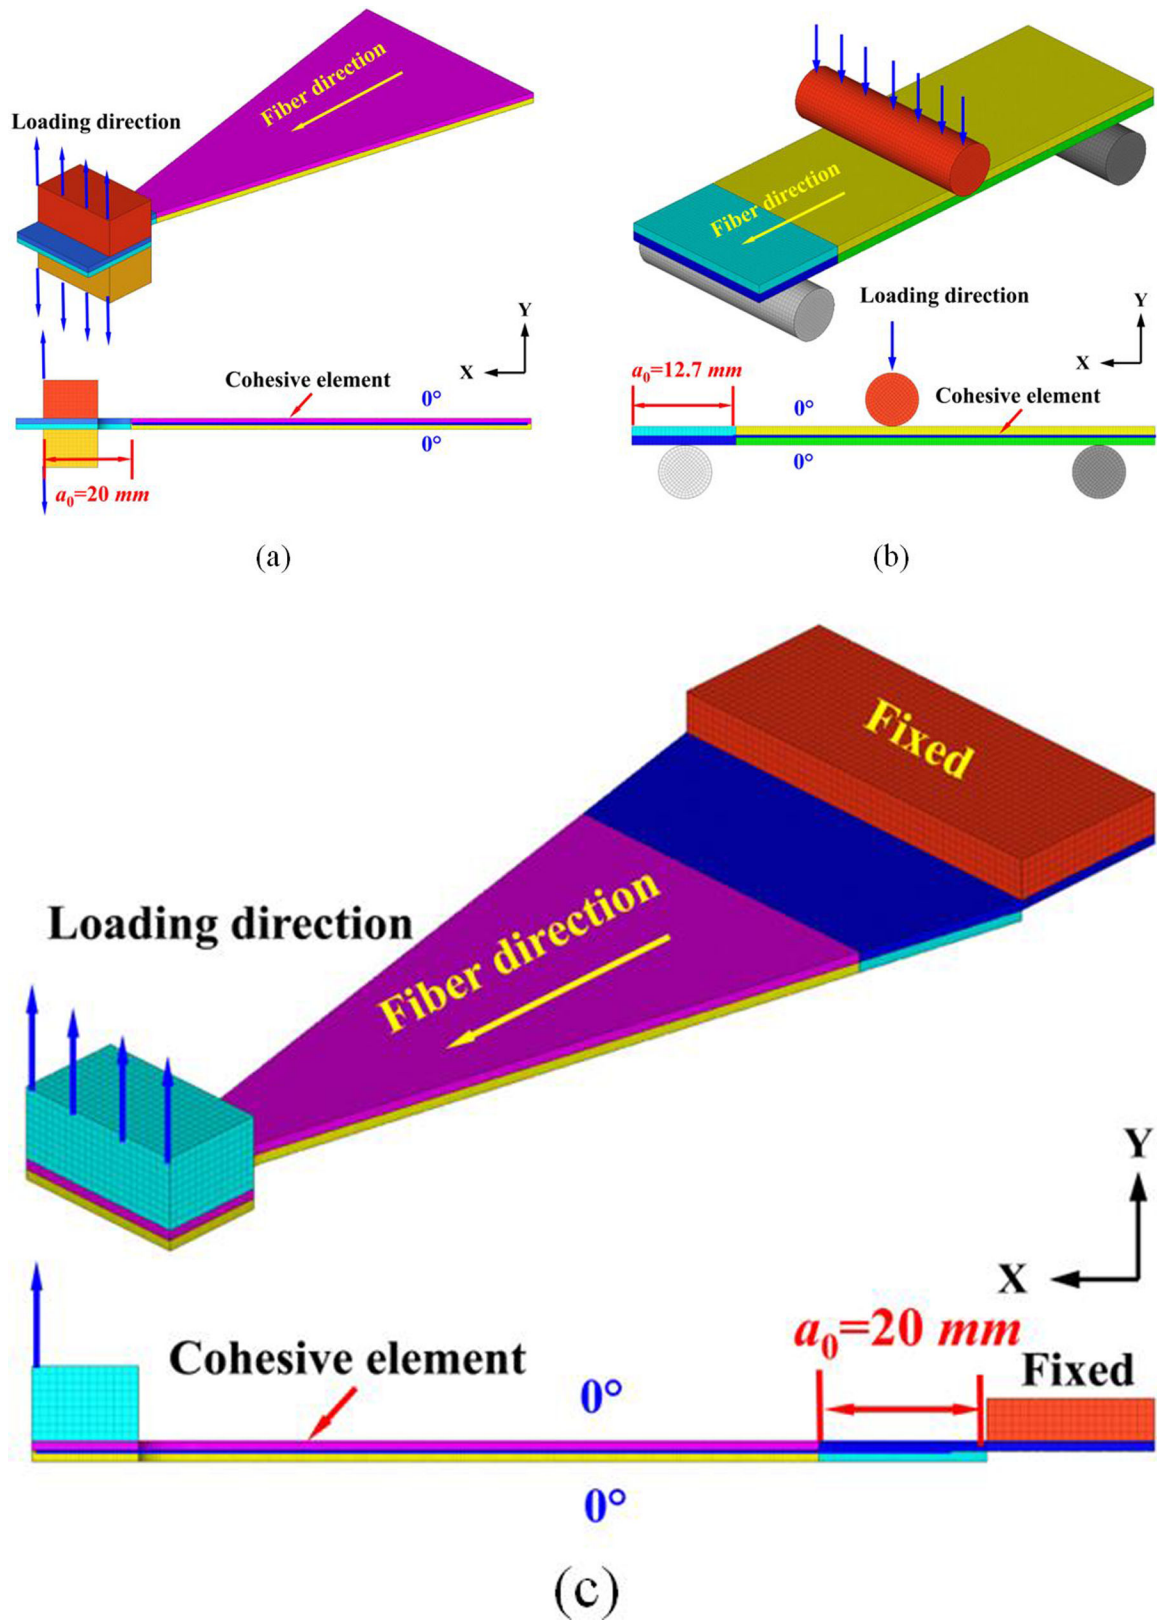 Fiber direction
Loading direction
Y
X
Cohesive element
0°
0°
a₀=20 mm
(a)
Fiber direction
Loading direction
Y
X
a₀=12.7 mm
0°
Cohesive element
0°
(b)
Fixed
Fiber direction
Loading direction
Y
X
a₀=20 mm
Cohesive element
0°
Fixed
0°
(c)